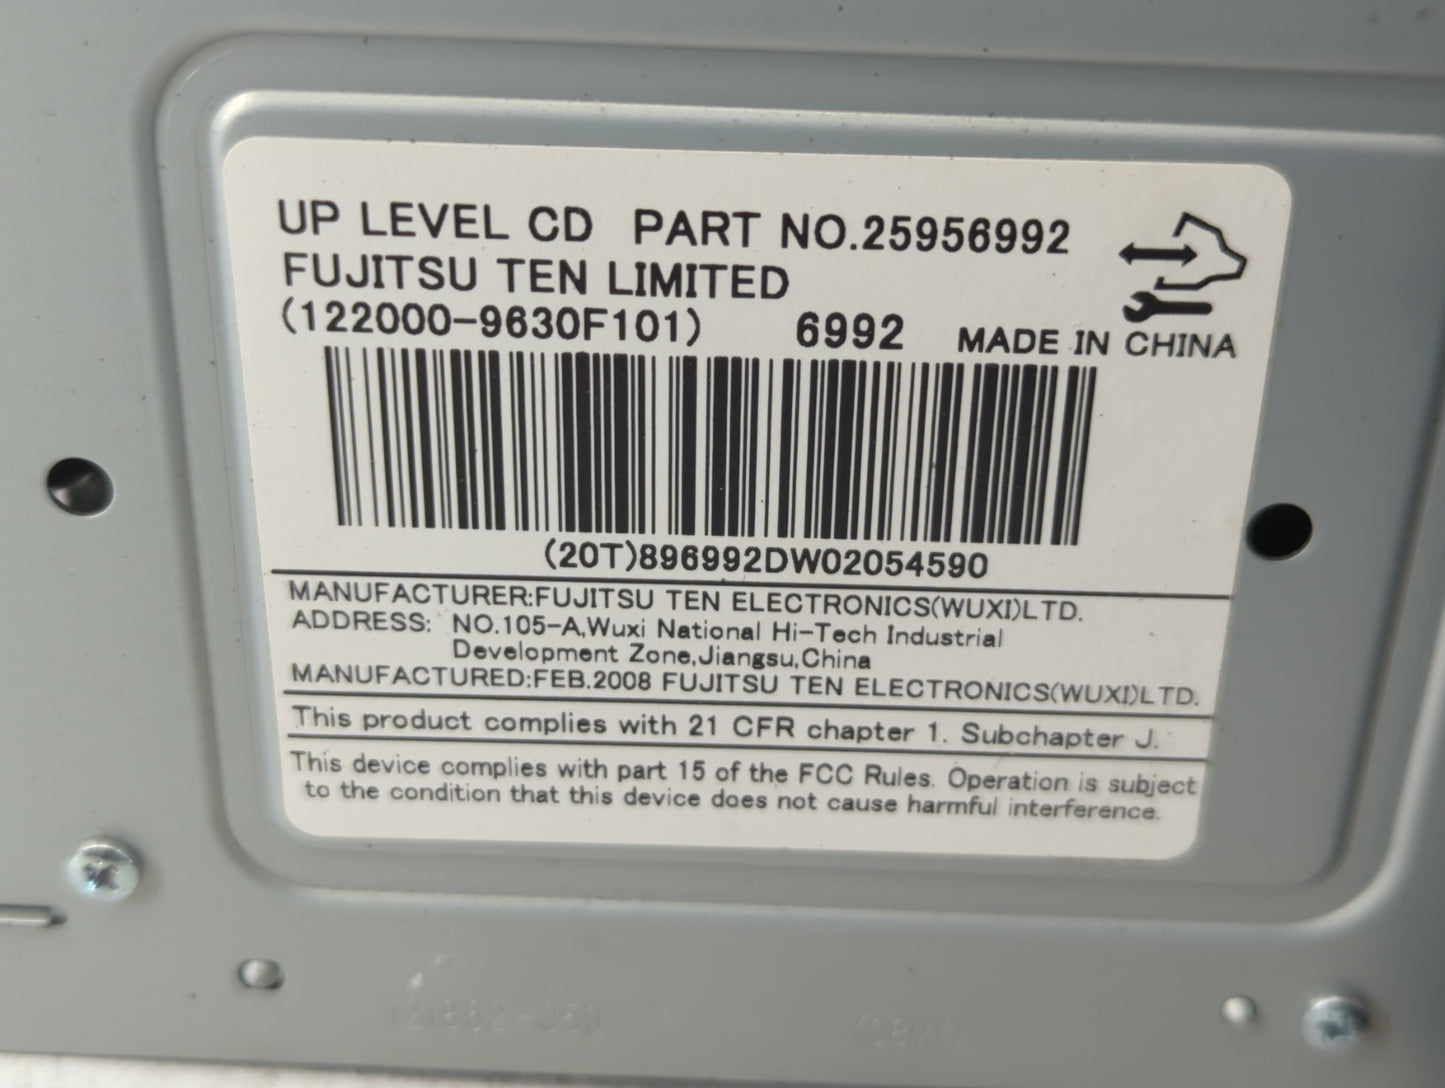 UP LEVEL CD PART NO.25956992
FUJITSU TEN LIMITED
(122000-9630F101) 6992 MADE IN CHINA
(20T)896992DW02054590
MANUFACTURER:FUJITSU TEN ELECTRONICS(WUXI)LTD.
ADDRESS: NO.105-A,Wuxi National Hi-Tech Industrial
Development Zone,Jiangsu,China
MANUFACTURED:FEB.2008 FUJITSU TEN ELECTRONICS(WUXI)LTD.
This product complies with 21 CFR chapter 1. Subchapter J.
This device complies with part 15 of the FCC Rules. Operation is subject
to the condition that this device does not cause harmful interference.